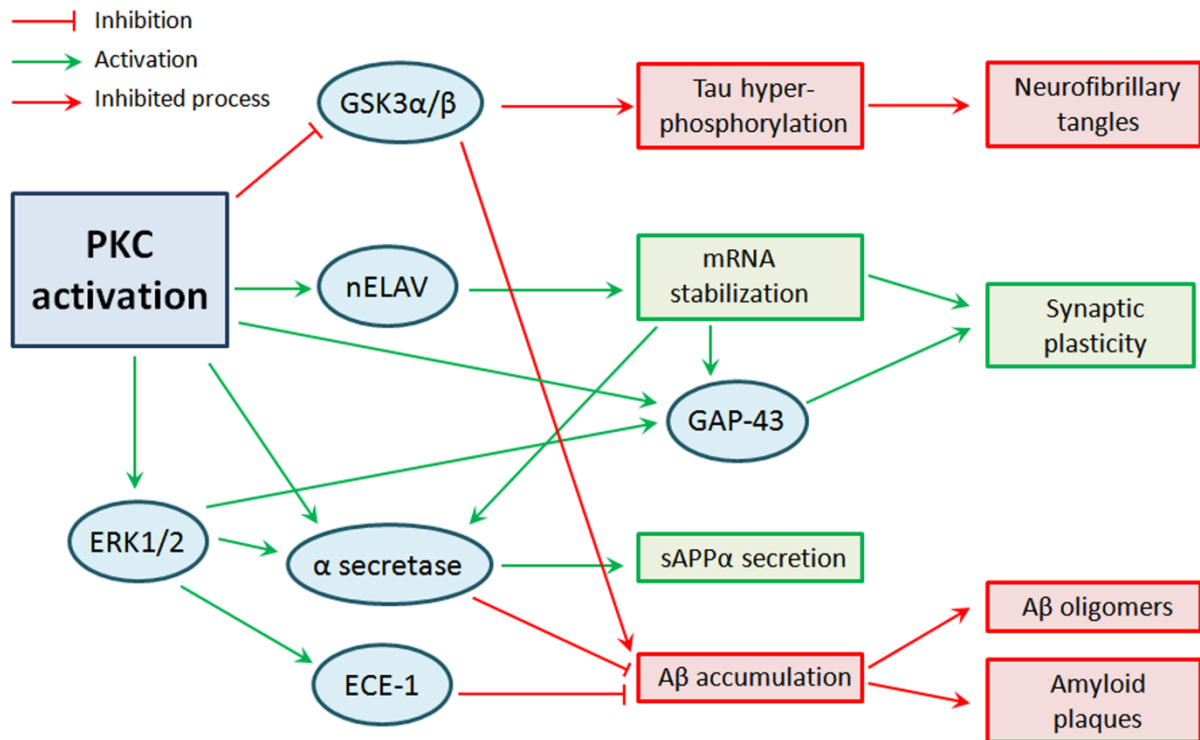 Inhibition
Activation
Inhibited process
GSK3α/β
Tau hyper-
phosphorylation
Neurofibrillary
tangles
PKC
activation
nELAV
mRNA
stabilization
Synaptic
plasticity
GAP-43
ERK1/2
α secretase
sAPPα secretion
Aβ oligomers
ECE-1
Aβ accumulation
Amyloid
plaques